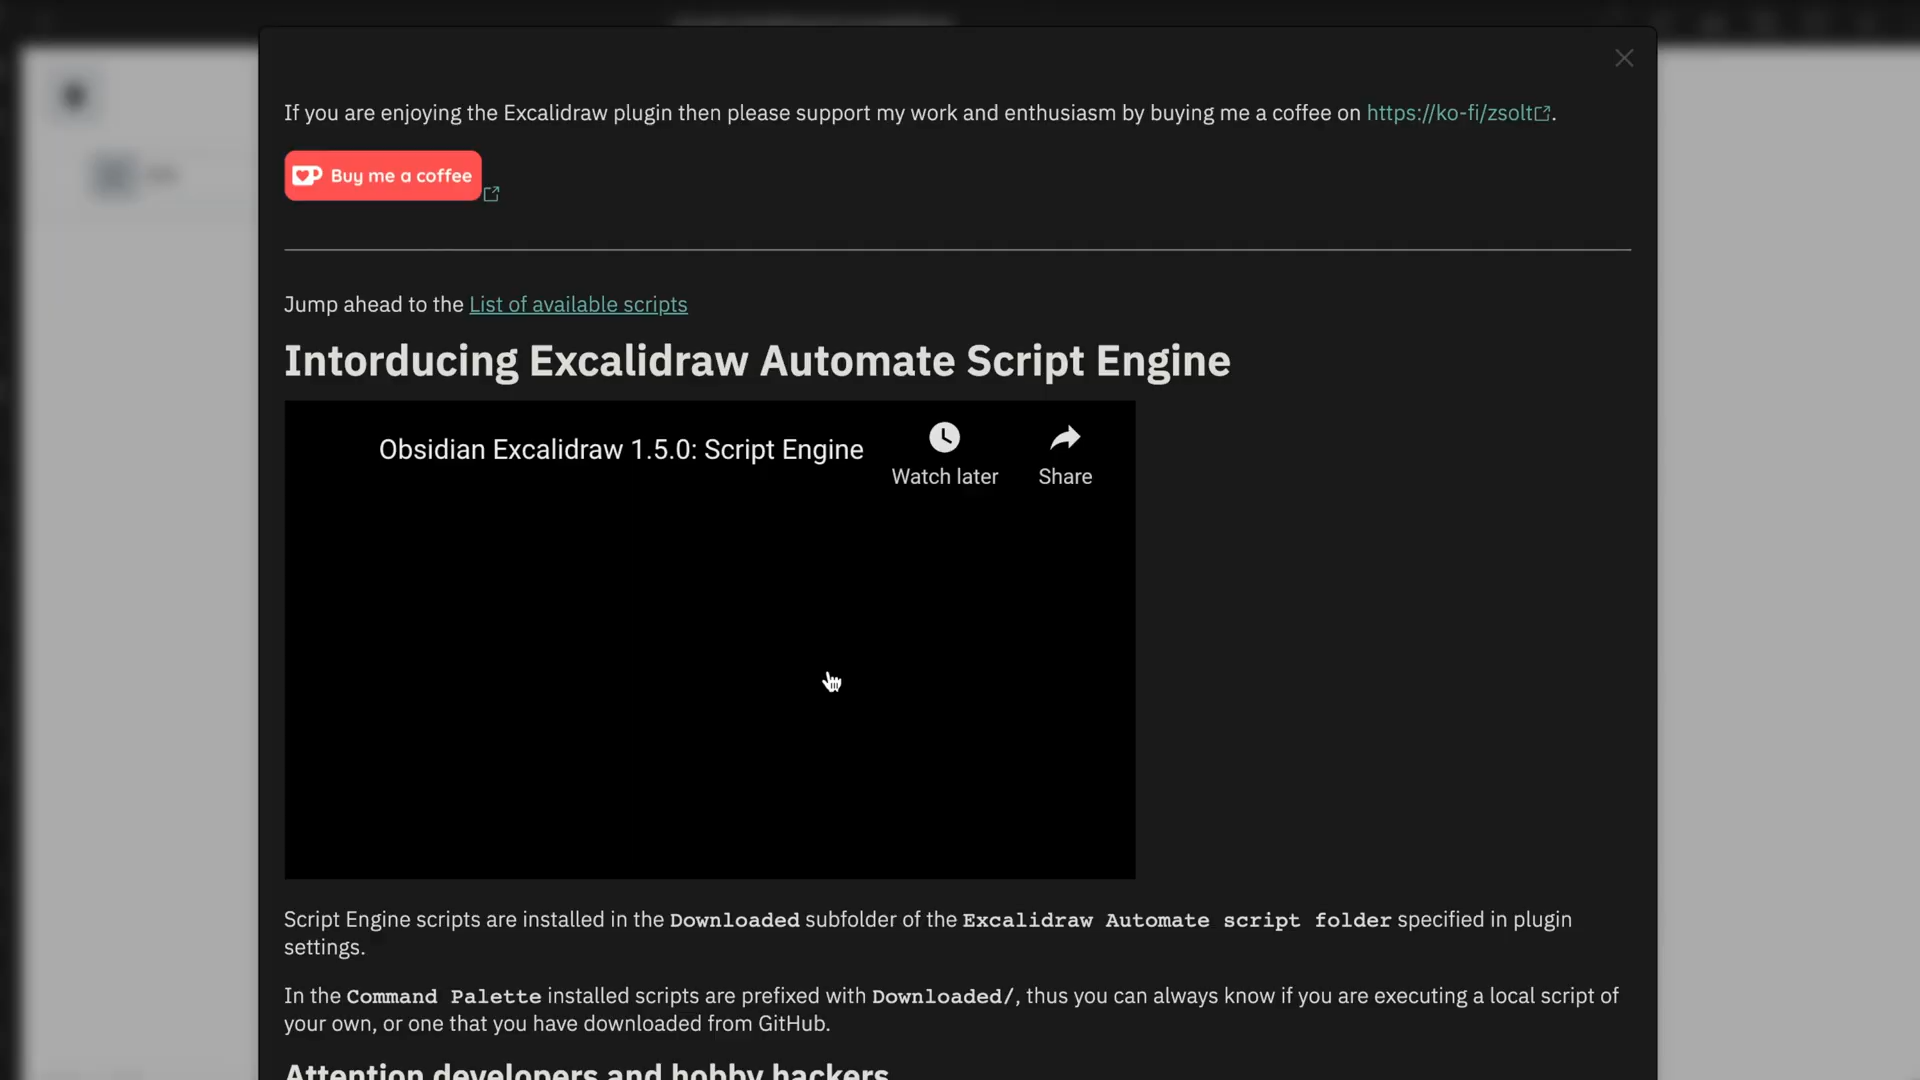 If you are enjoying the Excalidraw plugin then please support my work and enthusiasm by buying me a coffee on https://ko-fi/zsolt.
Buy me a coffee
Jump ahead to the List of available scripts
Intorducing Excalidraw Automate Script Engine
Obsidian Excalidraw 1.5.0: Script Engine
Watch later
Share
Script Engine scripts are installed in the Downloaded subfolder of the Excalidraw Automate script folder specified in plugin
settings.
In the Command Palette installed scripts are prefixed with Downloaded/, thus you can always know if you are executing a local script of
your own, or one that you have downloaded from GitHub.
Attention developers and hobby hackers